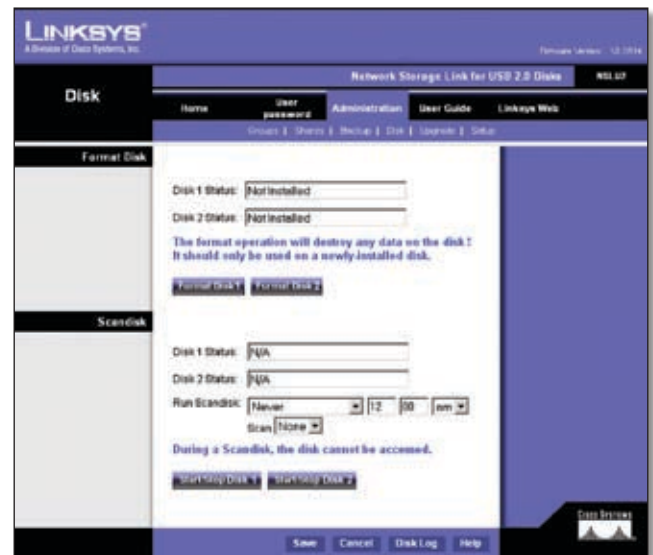 LINKSYS®
A Division of Cisco Systems, Inc.
Firmware Version:
Network Storage Link for USB 2.0 Disks NSLU2
Disk
Home User password Administration User Guide Linksys Web
Groups | Shares | Backup | Disk | Upgrade | Setup
Format Disk
Disk 1 Status: Not Installed
Disk 2 Status: Not Installed
The format operation will destroy any data on the disk!
It should only be used on a newly-installed disk.
Format Disk 1 Format Disk 2
Scandisk
Disk 1 Status: N/A
Disk 2 Status: N/A
Run Scandisk: Never 12 00
Scan None
During a Scandisk, the disk cannot be accessed.
Start/Stop Disk 1 Start/Stop Disk 2
Save Cancel Disk Log Help
Cisco Systems